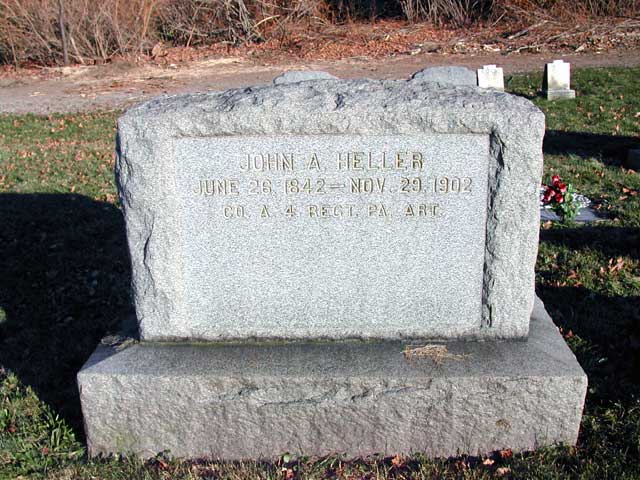 JOHN A. HELLER
JUNE 26, 1842 — NOV. 29, 1902
CO. A. 4 REGT. PA. ART.